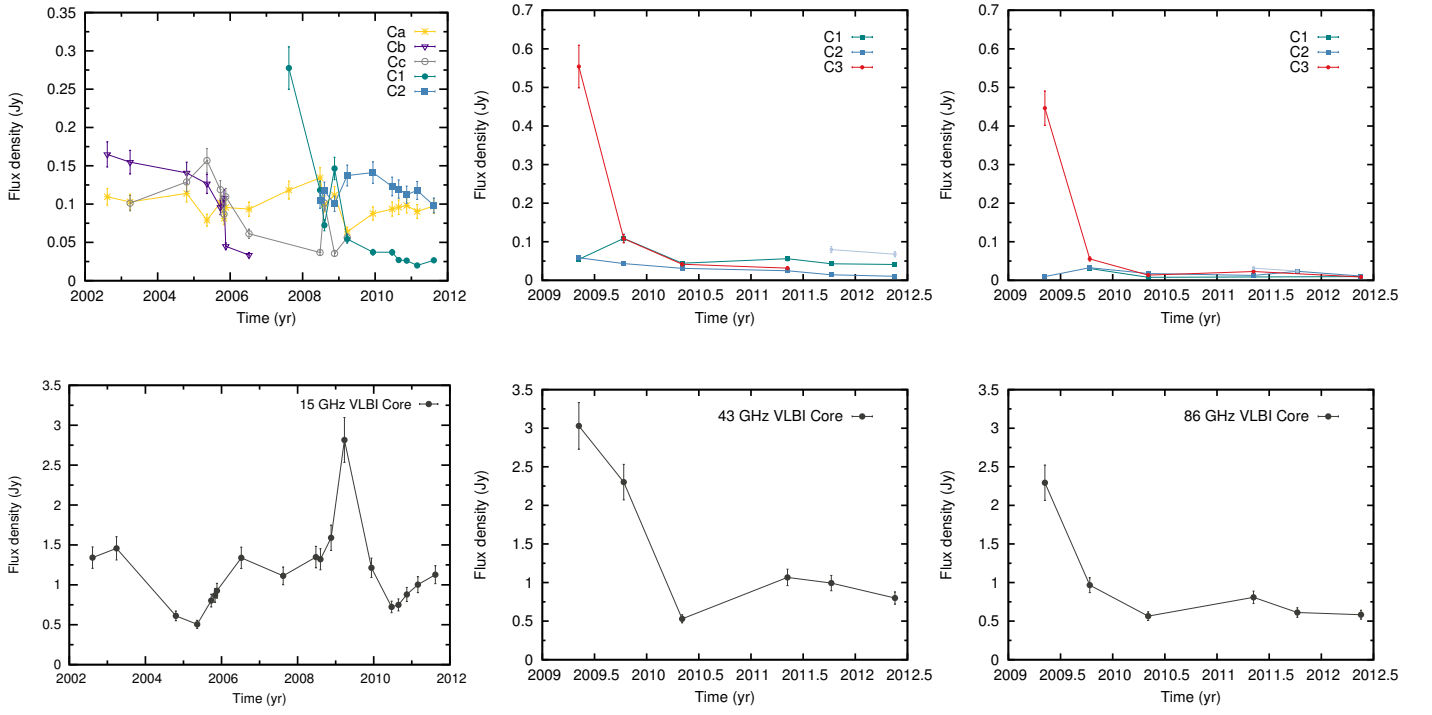 0.35
0.3
0.25
0.2
0.15
0.1
0.05
0
Flux density (Jy)
Ca
Cb
Cc
C1
C2
2002 2004 2006 2008 2010 2012
Time (yr)
0.7
0.6
0.5
0.4
0.3
0.2
0.1
0
Flux density (Jy)
C1
C2
C3
2009 2009.5 2010 2010.5 2011 2011.5 2012 2012.5
Time (yr)
0.7
0.6
0.5
0.4
0.3
0.2
0.1
0
Flux density (Jy)
C1
C2
C3
2009 2009.5 2010 2010.5 2011 2011.5 2012 2012.5
Time (yr)
3.5
3
2.5
2
1.5
1
0.5
0
Flux density (Jy)
15 GHz VLBI Core
2002 2004 2006 2008 2010 2012
Time (yr)
3.5
3
2.5
2
1.5
1
0.5
0
Flux density (Jy)
43 GHz VLBI Core
2009 2009.5 2010 2010.5 2011 2011.5 2012 2012.5
Time (yr)
3.5
3
2.5
2
1.5
1
0.5
0
Flux density (Jy)
86 GHz VLBI Core
2009 2009.5 2010 2010.5 2011 2011.5 2012 2012.5
Time (yr)